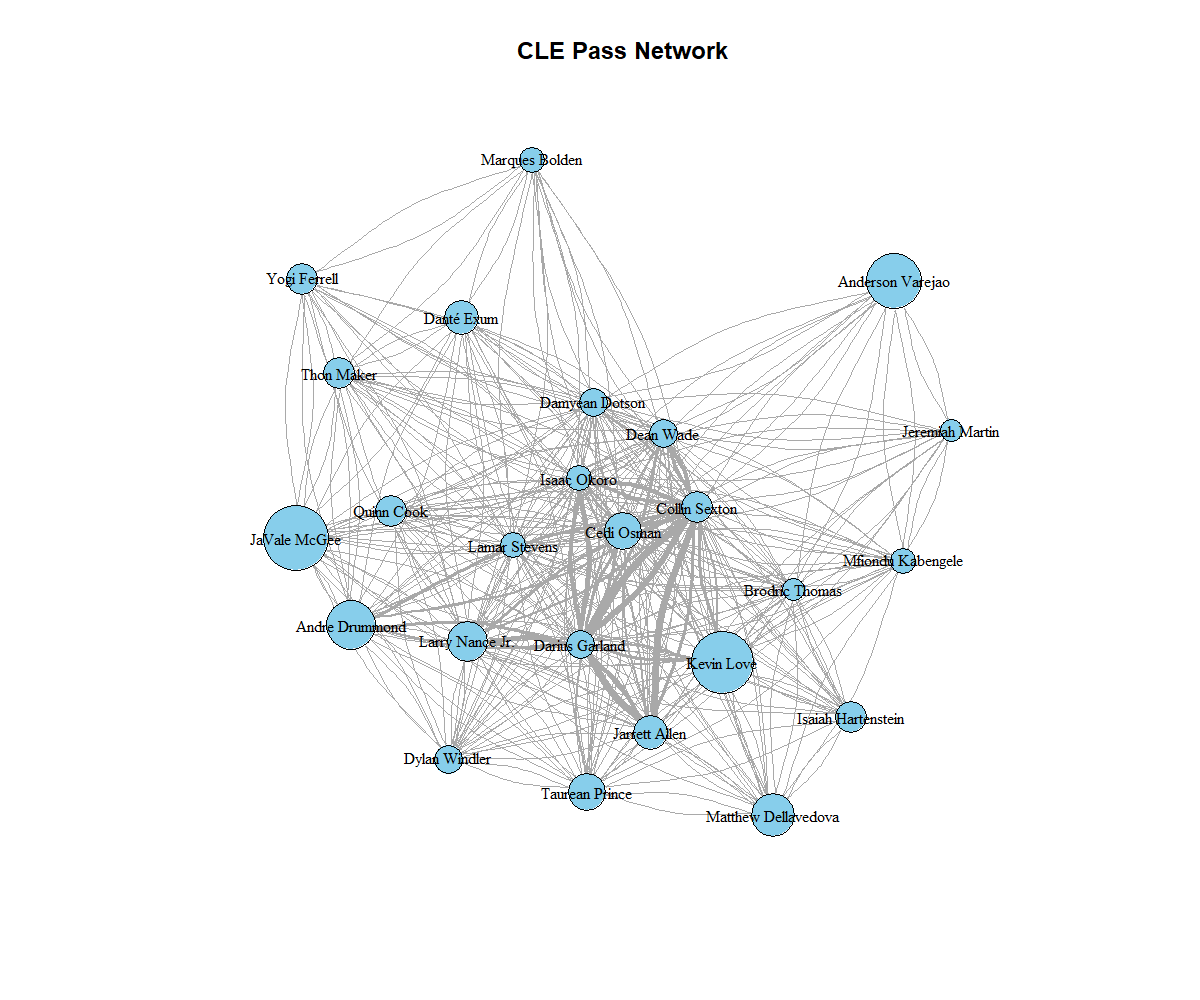 CLE Pass Network
Marques Bolden
Yogi Ferrell
Anderson Varejao
Danté Exum
Thon Maker
Damyean Dotson
Dean Wade
Jeremiah Martin
Isaac Okoro
Collin Sexton
Quinn Cook
Cedi Osman
JaVale McGee
Lamar Stevens
Mfiondu Kabengele
Brodric Thomas
Andre Drummond
Larry Nance Jr.
Darius Garland
Kevin Love
Isaiah Hartenstein
Jarrett Allen
Dylan Windler
Taurean Prince
Matthew Dellavedova